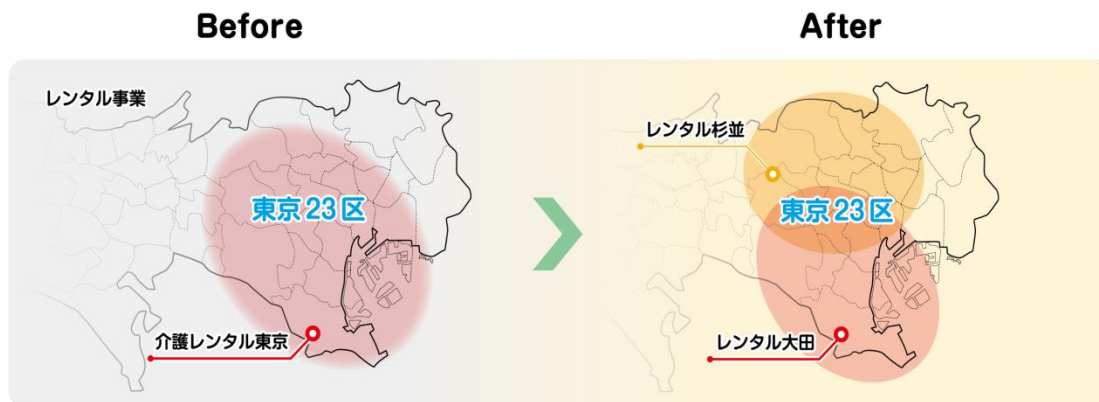 Before
After
レンタル事業
東京23区
介護レンタル東京
レンタル杉並
東京23区
レンタル大田